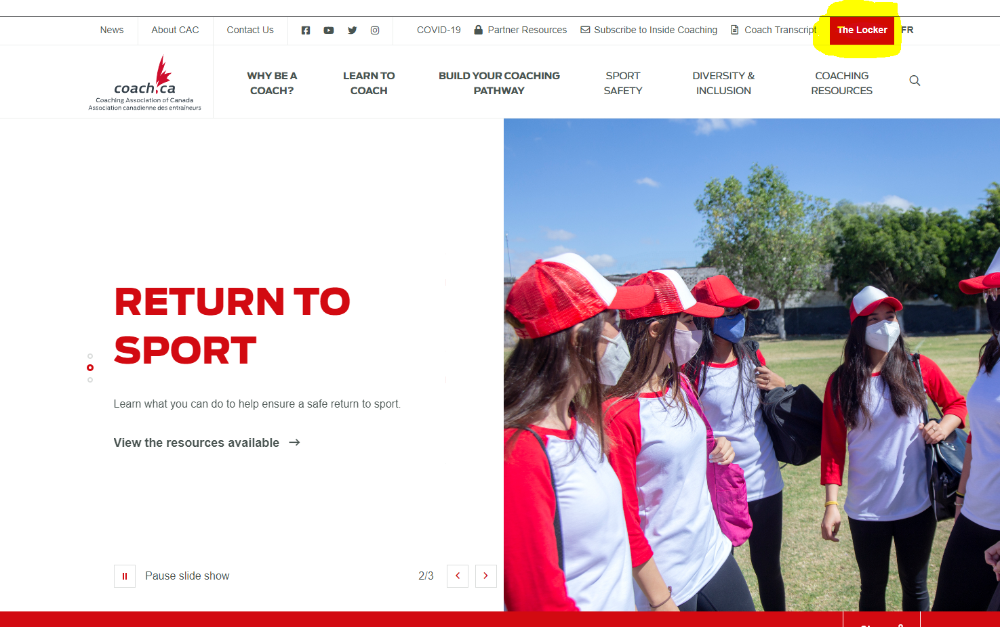 News
About CAC
Contact Us
COVID-19
Partner Resources
Subscribe to Inside Coaching
Coach Transcript
The Locker
FR
coach.ca
Coaching Association of Canada
Association canadienne des entraîneurs
WHY BE A
COACH?
LEARN TO
COACH
BUILD YOUR COACHING
PATHWAY
SPORT
SAFETY
DIVERSITY &
INCLUSION
COACHING
RESOURCES
RETURN TO
SPORT
Learn what you can do to help ensure a safe return to sport.
View the resources available
Pause slide show
2/3